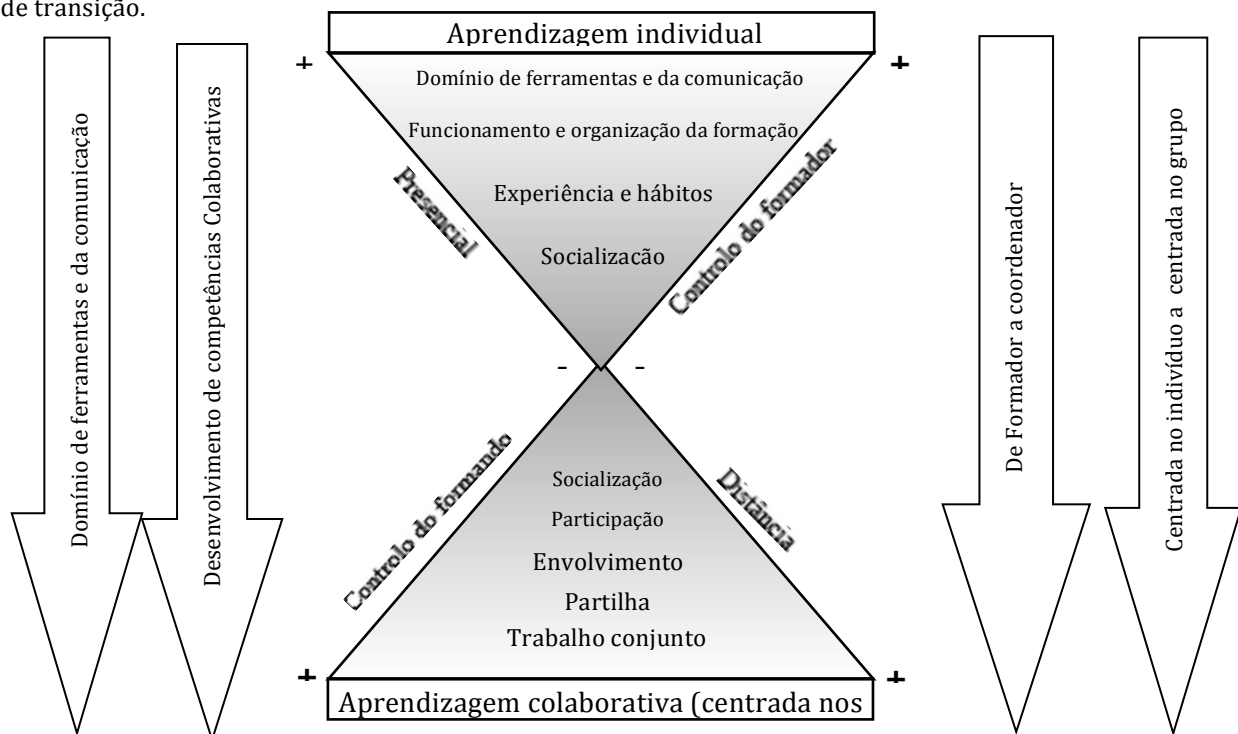 de transição.
Aprendizagem individual
+
+
Domínio de ferramentas e da comunicação
Funcionamento e organização da formação
Experiência e hábitos
Socialização
Presencial
Controlo do formador
Domínio de ferramentas e da comunicação
Desenvolvimento de competências Colaborativas
De Formador a coordenador
Centrada no indivíduo a centrada no grupo
-
-
Controlo do formando
Distância
Socialização
Participação
Envolvimento
Partilha
Trabalho conjunto
+
+
Aprendizagem colaborativa (centrada nos